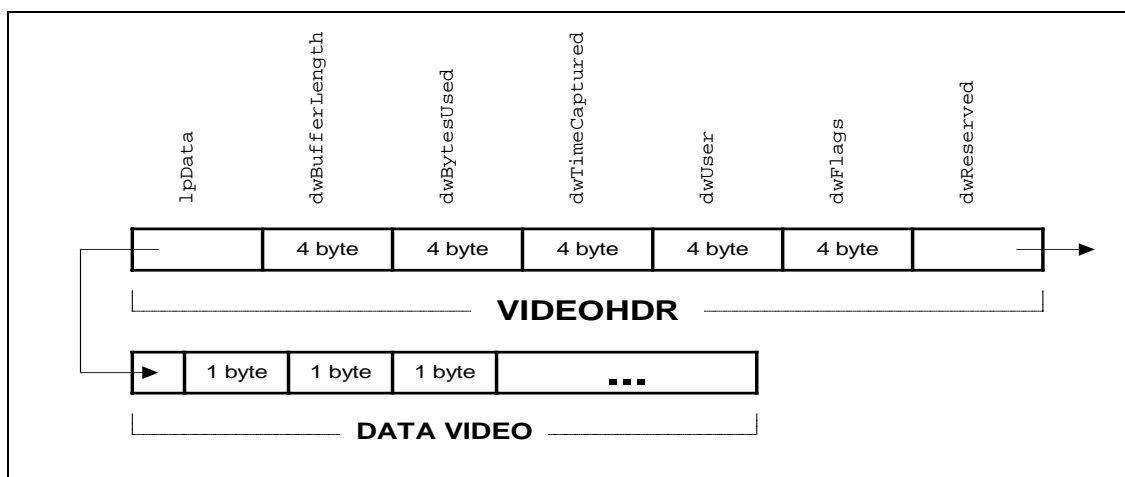 lpData
dwBufferLength
dwBytesUsed
dwTimeCaptured
dwUser
dwFlags
dwReserved
4 byte 4 byte 4 byte 4 byte 4 byte
VIDEOHDR
1 byte 1 byte 1 byte ...
DATA VIDEO